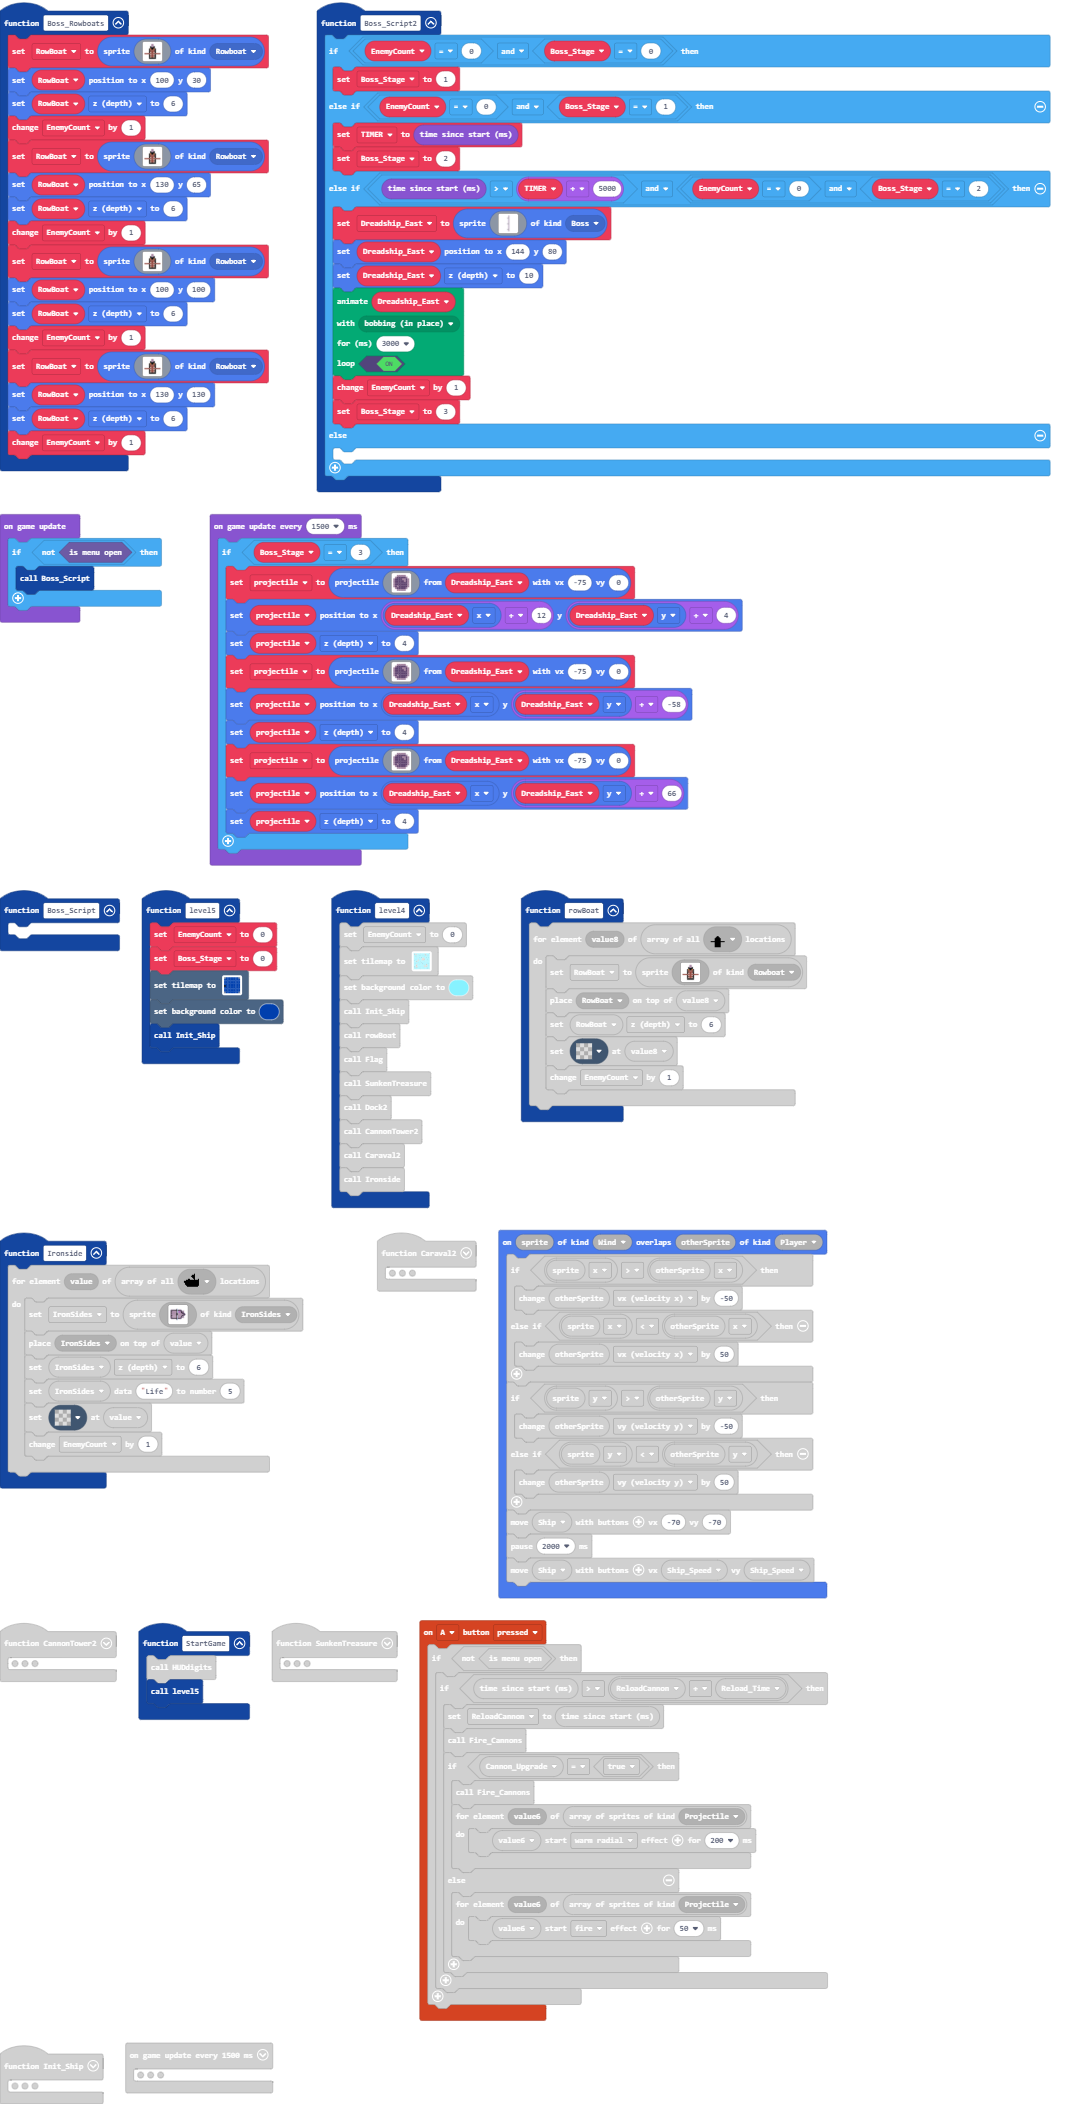 function Boss_Rowboats
set RowBoat to sprite of kind Rowboat
set RowBoat position to x 100 y 30
set RowBoat z (depth) to 6
change EnemyCount by 1
set RowBoat to sprite of kind Rowboat
set RowBoat position to x 130 y 65
set RowBoat z (depth) to 6
change EnemyCount by 1
set RowBoat to sprite of kind Rowboat
set RowBoat position to x 100 y 100
set RowBoat z (depth) to 6
change EnemyCount by 1
set RowBoat to sprite of kind Rowboat
set RowBoat position to x 130 y 130
set RowBoat z (depth) to 6
change EnemyCount by 1
function Boss_Script2
if EnemyCount = 0 and Boss_Stage = 0 then
set Boss_Stage to 1
else if EnemyCount = 0 and Boss_Stage = 1 then
set TIMER to time since start (ms)
set Boss_Stage to 2
else if time since start (ms) > TIMER + 5000 and EnemyCount = 0 and Boss_Stage = 2 then
set Dreadship_East to sprite of kind Boss
set Dreadship_East position to x 144 y 80
set Dreadship_East z (depth) to 10
animate Dreadship_East
with bobbing (in place)
for (ms) 3000
loop ON
change EnemyCount by 1
set Boss_Stage to 3
else
on game update
if not is menu open then
call Boss_Script
on game update every 1500 ms
if Boss_Stage = 3 then
set projectile to projectile from Dreadship_East with vx -75 vy 0
set projectile position to x Dreadship_East x + 12 y Dreadship_East y + 4
set projectile z (depth) to 4
set projectile to projectile from Dreadship_East with vx -75 vy 0
set projectile position to x Dreadship_East x y Dreadship_East y + -58
set projectile z (depth) to 4
set projectile to projectile from Dreadship_East with vx -75 vy 0
set projectile position to x Dreadship_East x y Dreadship_East y + 66
set projectile z (depth) to 4
function Boss_Script
function level5
set EnemyCount to 0
set Boss_Stage to 0
set tilemap to
set background color to
call Init_Ship
function level4
set EnemyCount to 0
set tilemap to
set background color to
call Init_Ship
call rowBoat
call Flag
call SunkenTreasure
call Dock2
call CannonTower2
call Caraval2
call Ironside
function rowBoat
for element value8 of array of all locations
do
set RowBoat to sprite of kind Rowboat
place RowBoat on top of value8
set RowBoat z (depth) to 6
set at value8
change EnemyCount by 1
function Ironside
for element value of array of all locations
do
set IronSides to sprite of kind IronSides
place IronSides on top of value
set IronSides z (depth) to 6
set IronSides data "Life" to number 5
set at value
change EnemyCount by 1
function Caraval2
on sprite of kind Wind overlaps otherSprite of kind Player
if sprite x > otherSprite x then
change otherSprite vx (velocity x) by -50
else if sprite x < otherSprite x then
change otherSprite vx (velocity x) by 50
if sprite y > otherSprite y then
change otherSprite vy (velocity y) by -50
else if sprite y < otherSprite y then
change otherSprite vy (velocity y) by 50
move Ship with buttons vx -70 vy -70
pause 2000 ms
move Ship with buttons vx Ship_Speed vy Ship_Speed
function CannonTower2
function StartGame
call HUDdigits
call level5
function SunkenTreasure
on A button pressed
if not is menu open then
if time since start (ms) > ReloadCannon + Reload_Time then
set ReloadCannon to time since start (ms)
call Fire_Cannons
if Cannon_Upgrade = true then
call Fire_Cannons
for element value6 of array of sprites of kind Projectile
do value6 start warm radial effect for 200 ms
else
for element value6 of array of sprites of kind Projectile
do value6 start fire effect for 50 ms
function Init_Ship
on game update every 1500 ms